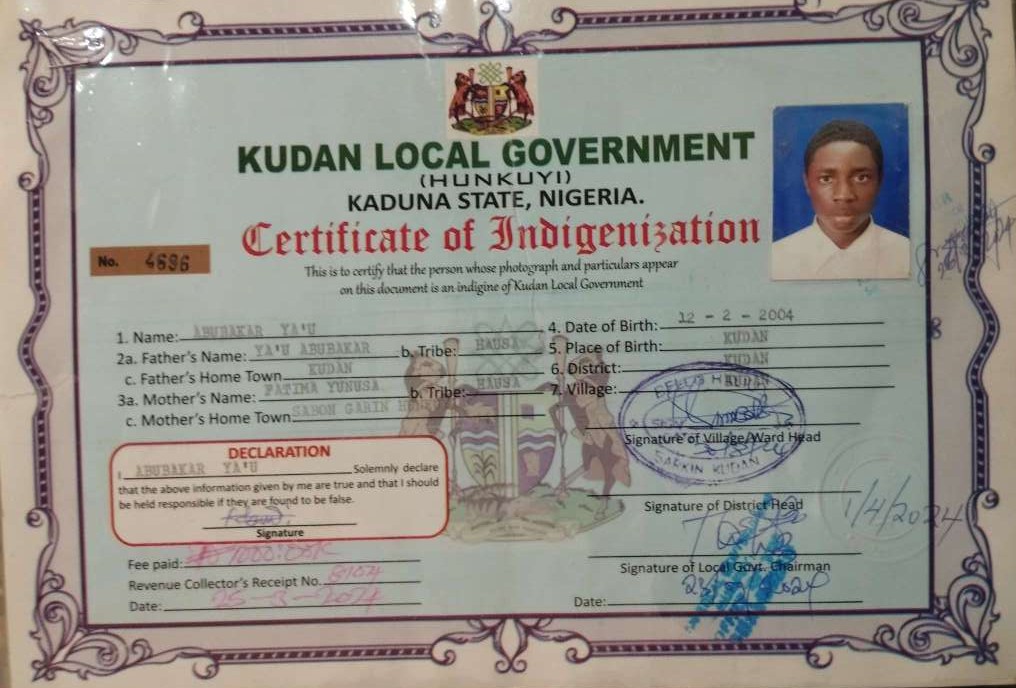 KUDAN LOCAL GOVERNMENT
(HUNKUYI)
KADUNA STATE, NIGERIA.
Certificate of Indigenization
No. 4696
This is to certify that the person whose photograph and particulars appear
on this document is an indigine of Kudan Local Government
1. Name: ABUBAKAR YA'U
2a. Father's Name: YA'U ABUBAKAR b. Tribe: HAUSA
c. Father's Home Town KUDAN
3a. Mother's Name: FATIMA YUNUSA b. Tribe: HAUSA
c. Mother's Home Town SABON GARIN
4. Date of Birth: 12 - 2 - 2004
5. Place of Birth: KUDAN
6. District: KUDAN
7. Village: KUDAN
SARKIN KUDAN
Signature of Village/Ward Head
DECLARATION
I ABUBAKAR YA'U Solemnly declare
that the above information given by me are true and that I should
be held responsible if they are found to be false.
Signature
Signature of District Head
1/4/2024
Fee paid: 1000:00K
Signature of Local Govt. Chairman
Revenue Collector's Receipt No. 8104
Date: 25-3-2024
Date: